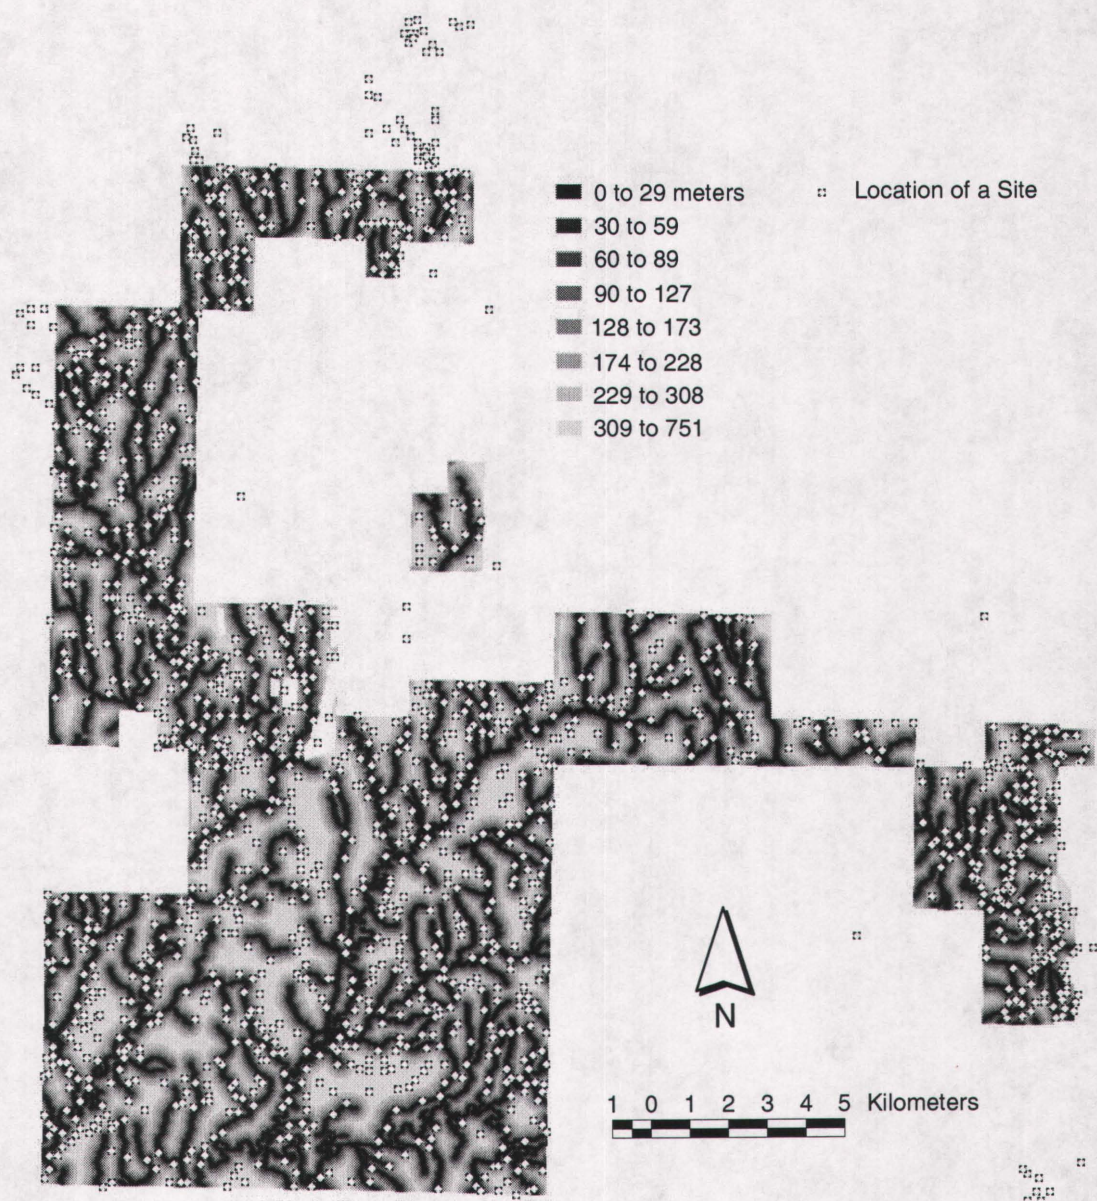 0 to 29 meters
Location of a Site
30 to 59
60 to 89
90 to 127
128 to 173
174 to 228
229 to 308
309 to 751
N
1 0 1 2 3 4 5 Kilometers